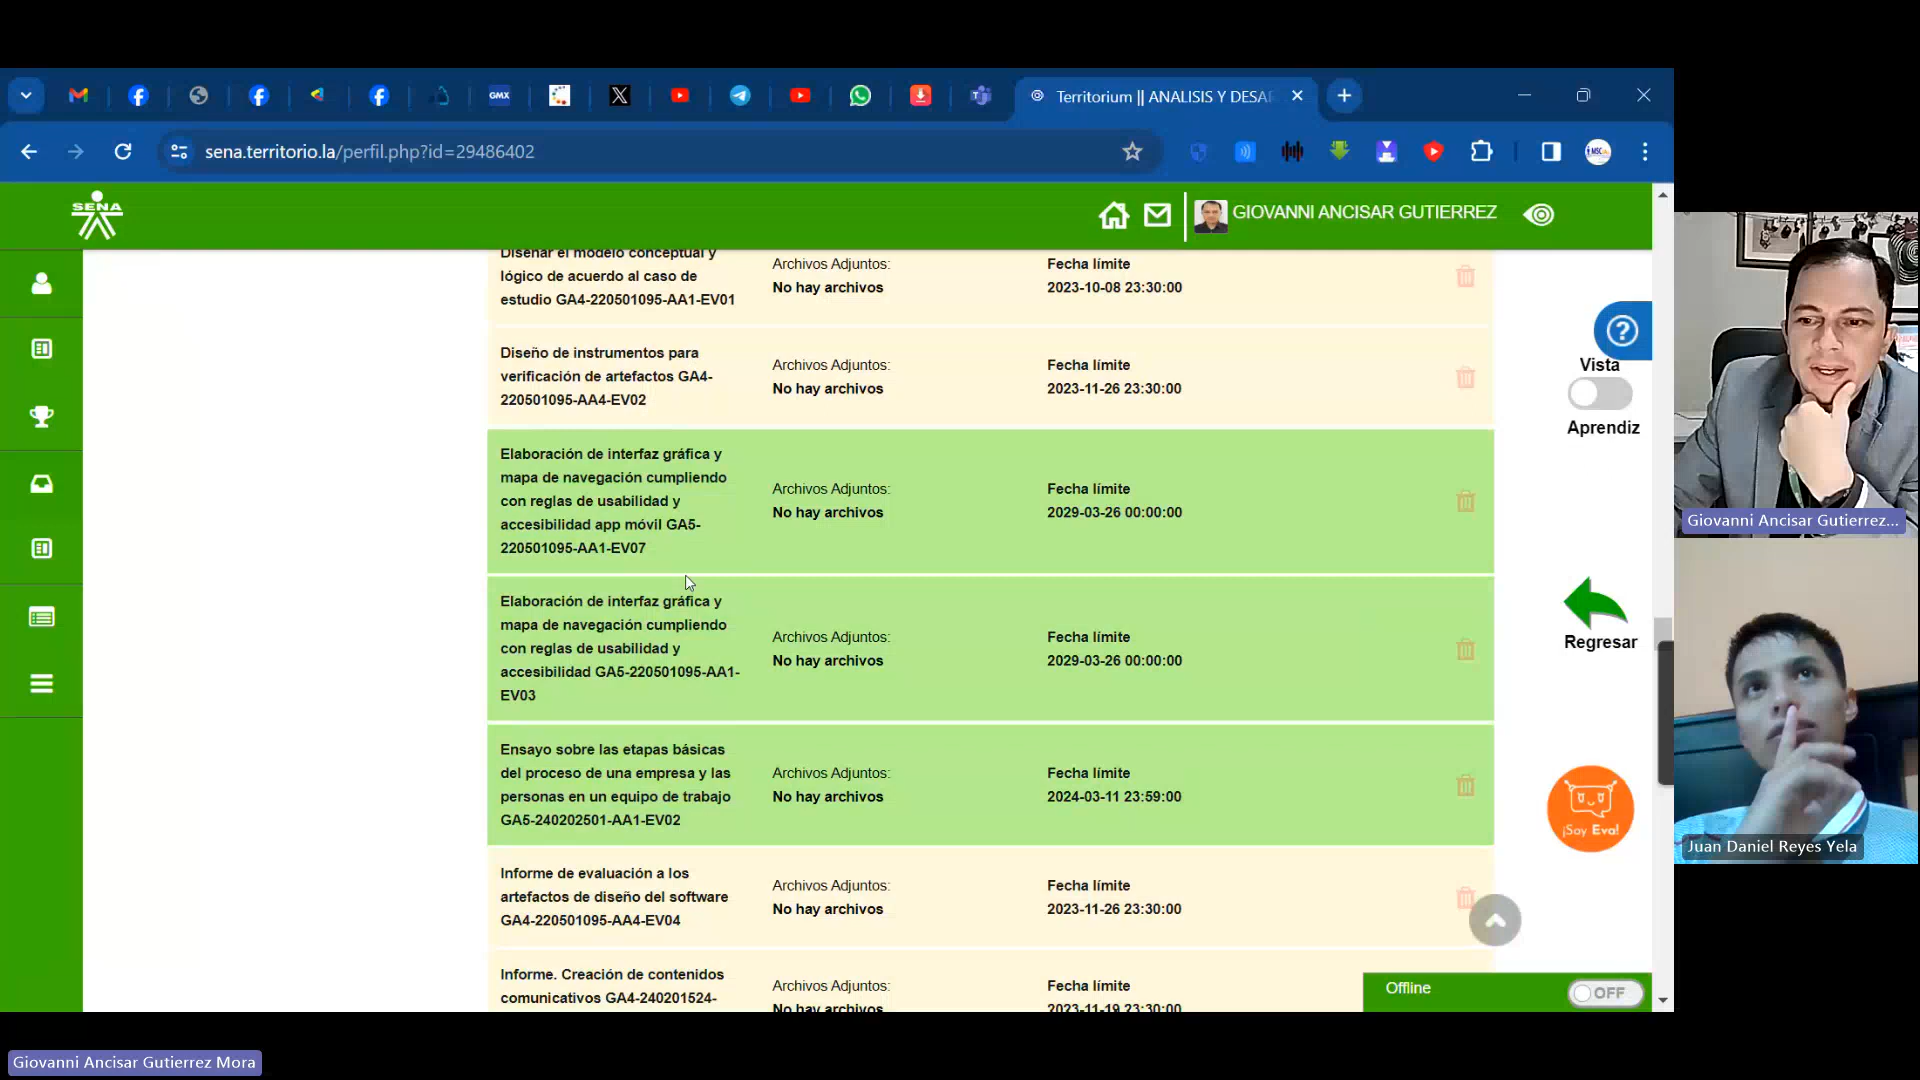 GMX
Territorium || ANALISIS Y DESAR
sena.territorio.la/perfil.php?id=29486402
SENA
GIOVANNI ANCISAR GUTIERREZ
Diseñar el modelo conceptual y
lógico de acuerdo al caso de
estudio GA4-220501095-AA1-EV01
Archivos Adjuntos:
No hay archivos
Fecha límite
2023-10-08 23:30:00
Diseño de instrumentos para
verificación de artefactos GA4-
220501095-AA4-EV02
Archivos Adjuntos:
No hay archivos
Fecha límite
2023-11-26 23:30:00
Elaboración de interfaz gráfica y
mapa de navegación cumpliendo
con reglas de usabilidad y
accesibilidad app móvil GA5-
220501095-AA1-EV07
Archivos Adjuntos:
No hay archivos
Fecha límite
2029-03-26 00:00:00
Elaboración de interfaz gráfica y
mapa de navegación cumpliendo
con reglas de usabilidad y
accesibilidad GA5-220501095-AA1-
EV03
Archivos Adjuntos:
No hay archivos
Fecha límite
2029-03-26 00:00:00
Ensayo sobre las etapas básicas
del proceso de una empresa y las
personas en un equipo de trabajo
GA5-240202501-AA1-EV02
Archivos Adjuntos:
No hay archivos
Fecha límite
2024-03-11 23:59:00
Informe de evaluación a los
artefactos de diseño del software
GA4-220501095-AA4-EV04
Archivos Adjuntos:
No hay archivos
Fecha límite
2023-11-26 23:30:00
Informe. Creación de contenidos
comunicativos GA4-240201524-
Archivos Adjuntos:
No hay archivos
Fecha límite
2023-11-19 23:30:00
Vista
Aprendiz
Regresar
¡Soy Eva!
Offline
OFF
Giovanni Ancisar Gutierrez...
Juan Daniel Reyes Yela
Giovanni Ancisar Gutierrez Mora